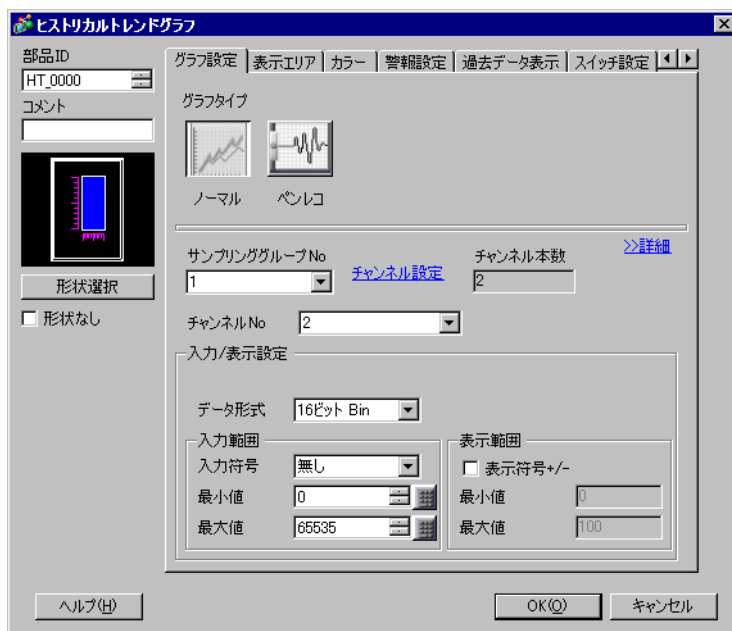 ヒストリカルトレンドグラフ
部品ID
HT_0000
コメント
形状選択
形状なし
グラフ設定 表示エリア カラー 警報設定 過去データ表示 スイッチ設定
グラフタイプ
ノーマル ペンレコ
>>詳細
サンプリンググループNo チャンネル設定 チャンネル本数
1 2
チャンネルNo 2
入力/表示設定
データ形式 16ビット Bin
入力範囲 表示範囲
入力符号 無し 表示符号+/-
最小値 0 最小値 0
最大値 65535 最大値 100
ヘルプ(H) OK(O) キャンセル